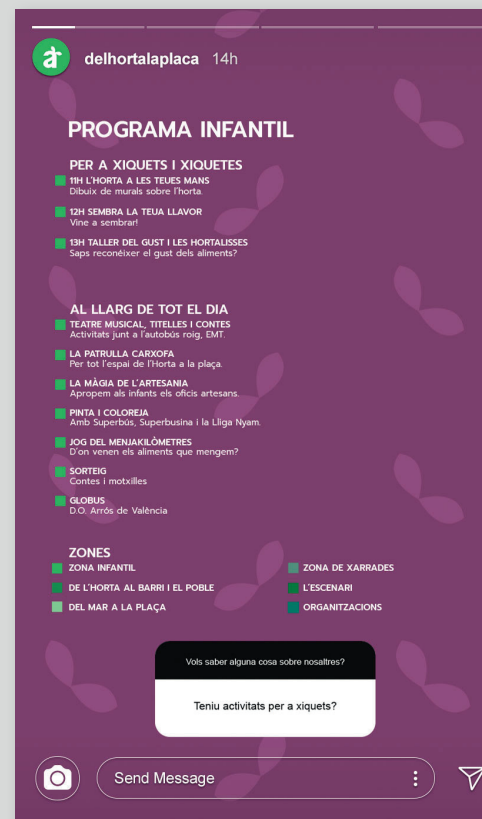 delhortalaplaca 14h
PROGRAMA INFANTIL
PER A XIQUETS I XIQUETES
11H L'HORTA A LES TEUES MANS
Dibuix de murals sobre l'horta.
12H SEMBRA LA TEUA LLAVOR
Vine a sembrar!
13H TALLER DEL GUST I LES HORTALISSES
Saps reconéixer el gust dels aliments?
AL LLARG DE TOT EL DIA
TEATRE MUSICAL, TITELLES I CONTES
Activitats junt a l'autobús roig, EMT.
LA PATRULLA CARXOFA
Per tot l'espai de l'Horta a la plaça.
LA MÀGIA DE L'ARTESANIA
Apropem als infants els oficis artesans.
PINTA I COLOREJA
Amb Superbús, Superbusina i la Lliga Nyam.
JOG DEL MENJAKILÒMETRES
D'on venen els aliments que mengem?
SORTEIG
Contes i motxilles
GLOBUS
D.O. Arrós de València
ZONES
ZONA INFANTIL
DE L'HORTA AL BARRI I EL POBLE
DEL MAR A LA PLAÇA
ZONA DE XARRADES
L'ESCENARI
ORGANITZACIONS
Vols saber alguna cosa sobre nosaltres?
Teniu activitats per a xiquets?
Send Message